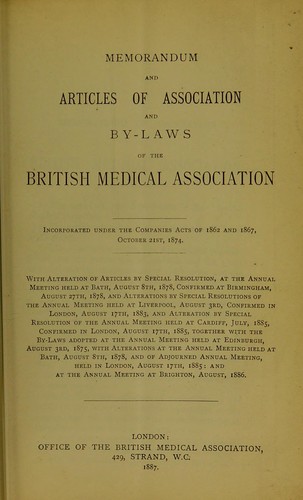 MEMORANDUM
AND
ARTICLES OF ASSOCIATION
AND
BY-LAWS
OF THE
BRITISH MEDICAL ASSOCIATION
INCORPORATED UNDER THE COMPANIES ACTS OF 1862 AND 1867,
OCTOBER 21ST, 1874.
WITH ALTERATION OF ARTICLES BY SPECIAL RESOLUTION, AT THE ANNUAL
MEETING HELD AT BATH, AUGUST 8TH, 1878, CONFIRMED AT BIRMINGHAM,
AUGUST 27TH, 1878, AND ALTERATIONS BY SPECIAL RESOLUTIONS OF
THE ANNUAL MEETING HELD AT LIVERPOOL, AUGUST 3RD, CONFIRMED IN
LONDON, AUGUST 17TH, 1883, AND ALTERATION BY SPECIAL
RESOLUTION OF THE ANNUAL MEETING HELD AT CARDIFF, JULY, 1885,
CONFIRMED IN LONDON, AUGUST 17TH, 1885, TOGETHER WITH THE
BY-LAWS ADOPTED AT THE ANNUAL MEETING HELD AT EDINBURGH,
AUGUST 3RD, 1875, WITH ALTERATIONS AT THE ANNUAL MEETING HELD AT
BATH, AUGUST 8TH, 1878, AND OF ADJOURNED ANNUAL MEETING,
HELD IN LONDON, AUGUST 17TH, 1885: AND
AT THE ANNUAL MEETING AT BRIGHTON, AUGUST, 1886.
LONDON:
OFFICE OF THE BRITISH MEDICAL ASSOCIATION,
429, STRAND, W.C.
1887.